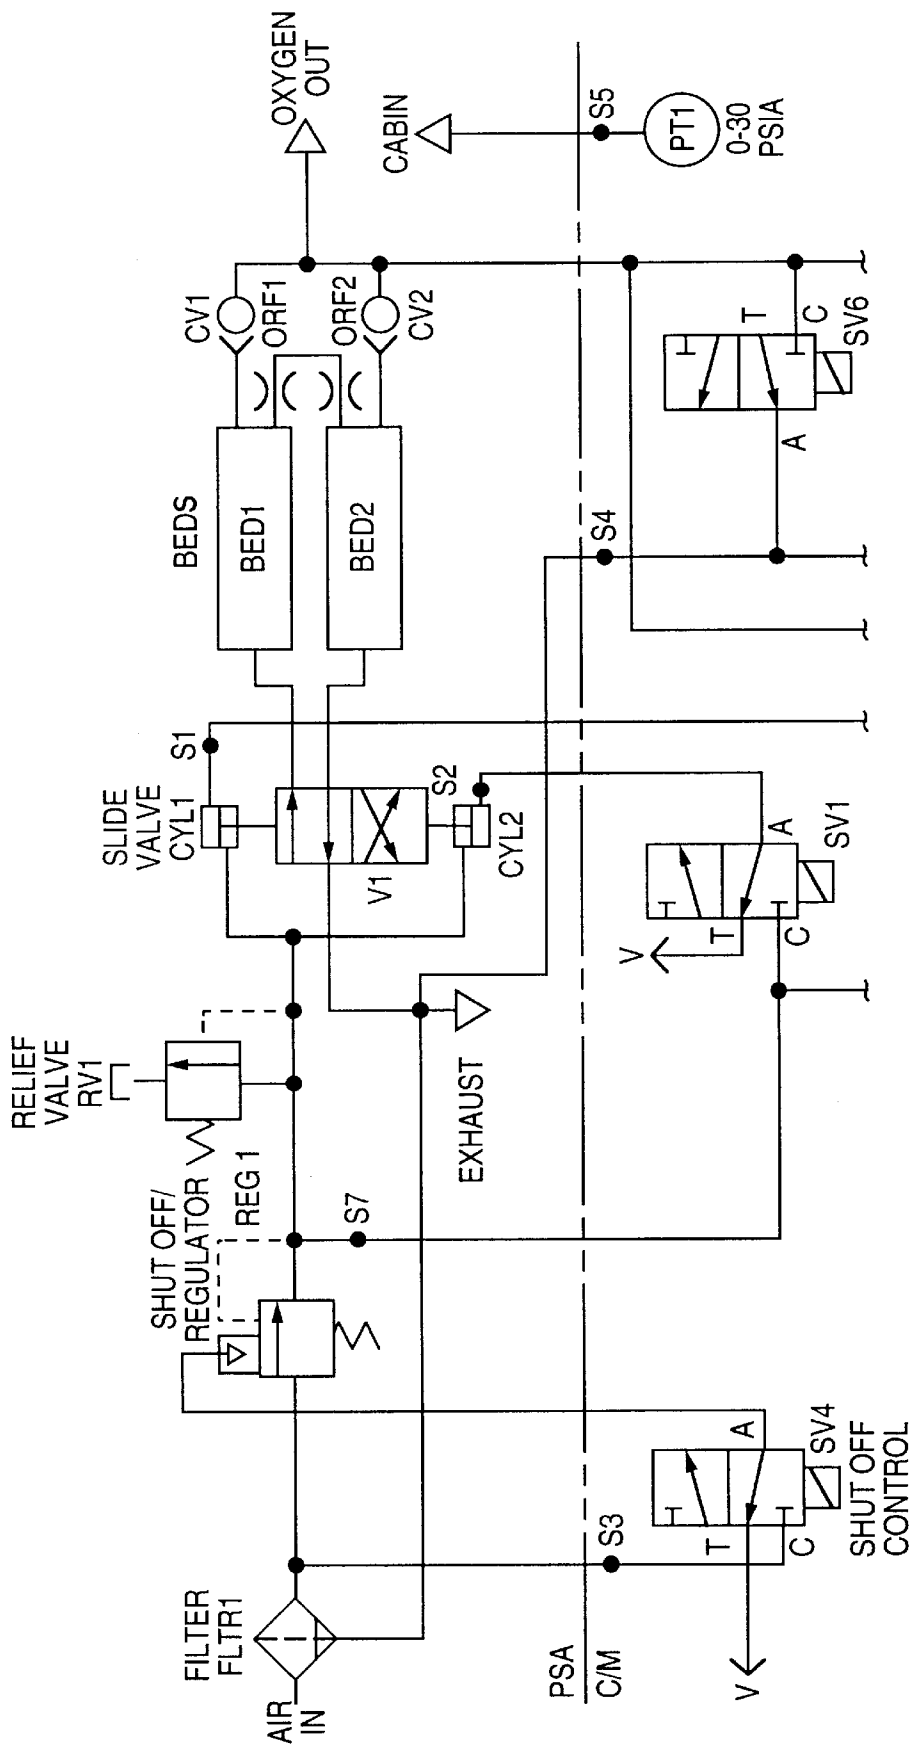 AIR
IN
FILTER
FLTR1
SHUT OFF/
REGULATOR
REG 1
RELIEF
VALVE
RV1
SLIDE
VALVE
CYL1
S1
V1
S2
CYL2
BEDS
BED1
BED2
CV1
ORF1
ORF2
CV2
OXYGEN
OUT
CABIN
EXHAUST
S7
PSA
C/M
S3
S4
S5
PT1
0-30
PSIA
V
T
A
C
SV4
SHUT OFF
CONTROL
V
T
A
C
SV1
A
T
C
SV6